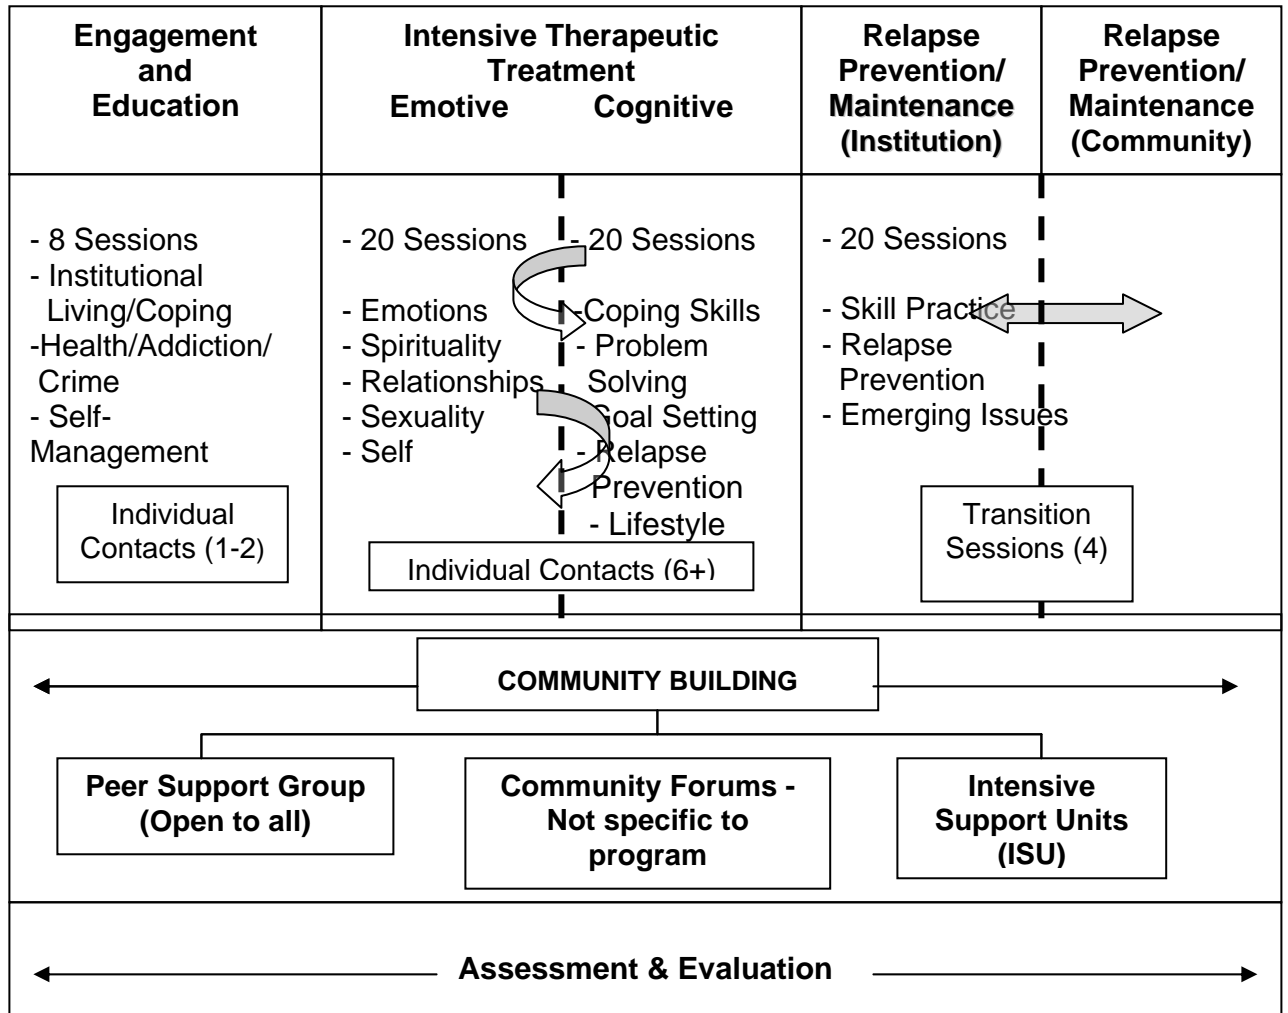 Engagement
and
Education
Intensive Therapeutic
Treatment
Emotive Cognitive
Relapse
Prevention/
Maintenance
(Institution)
Relapse
Prevention/
Maintenance
(Community)
- 8 Sessions
- Institutional
Living/Coping
-Health/Addiction/
Crime
- Self-
Management
Individual
Contacts (1-2)
- 20 Sessions
- Emotions
- Spirituality
- Relationships
- Sexuality
- Self
- 20 Sessions
-Coping Skills
- Problem
Solving
Goal Setting
- Relapse
Prevention
- Lifestyle
Individual Contacts (6+)
- 20 Sessions
- Skill Practice
- Relapse
Prevention
- Emerging Issues
Transition
Sessions (4)
COMMUNITY BUILDING
Peer Support Group
(Open to all)
Community Forums -
Not specific to
program
Intensive
Support Units
(ISU)
Assessment & Evaluation